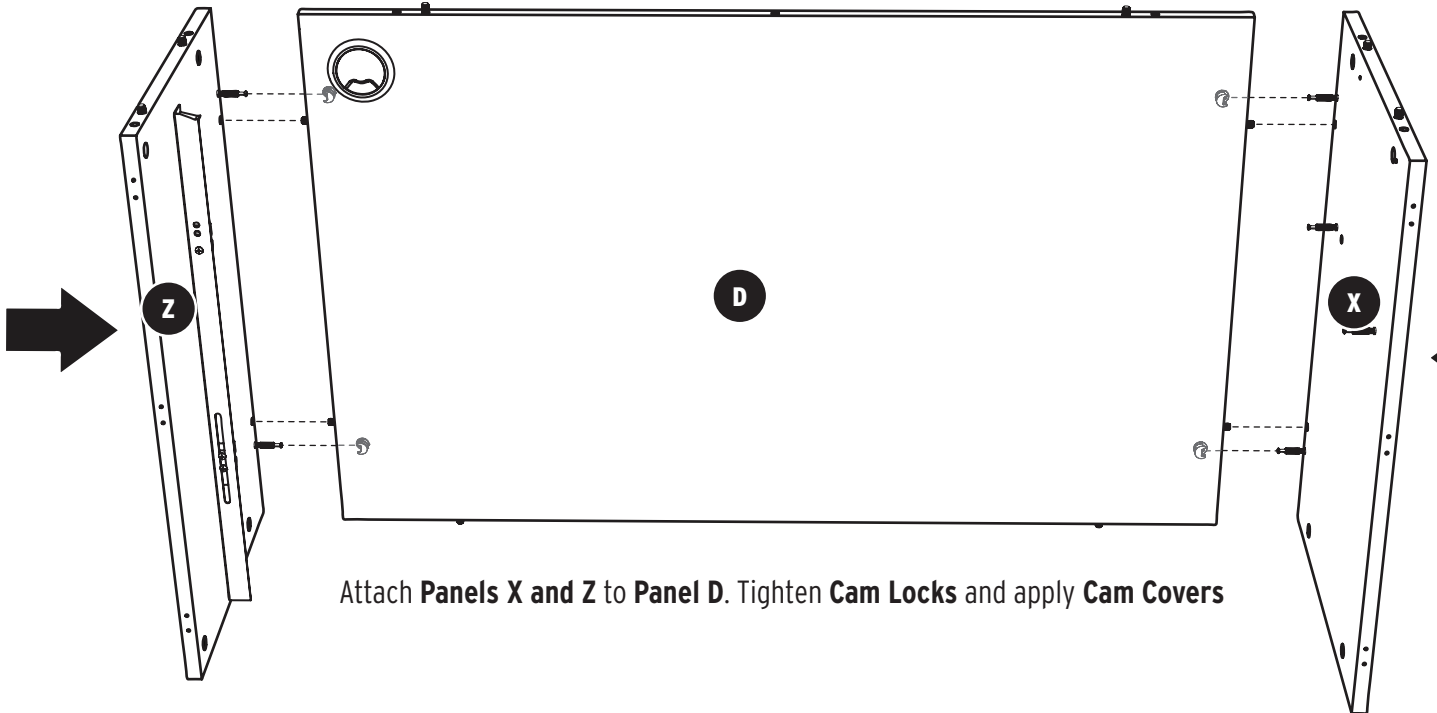 Z
D
X
Attach Panels X and Z to Panel D. Tighten Cam Locks and apply Cam Covers